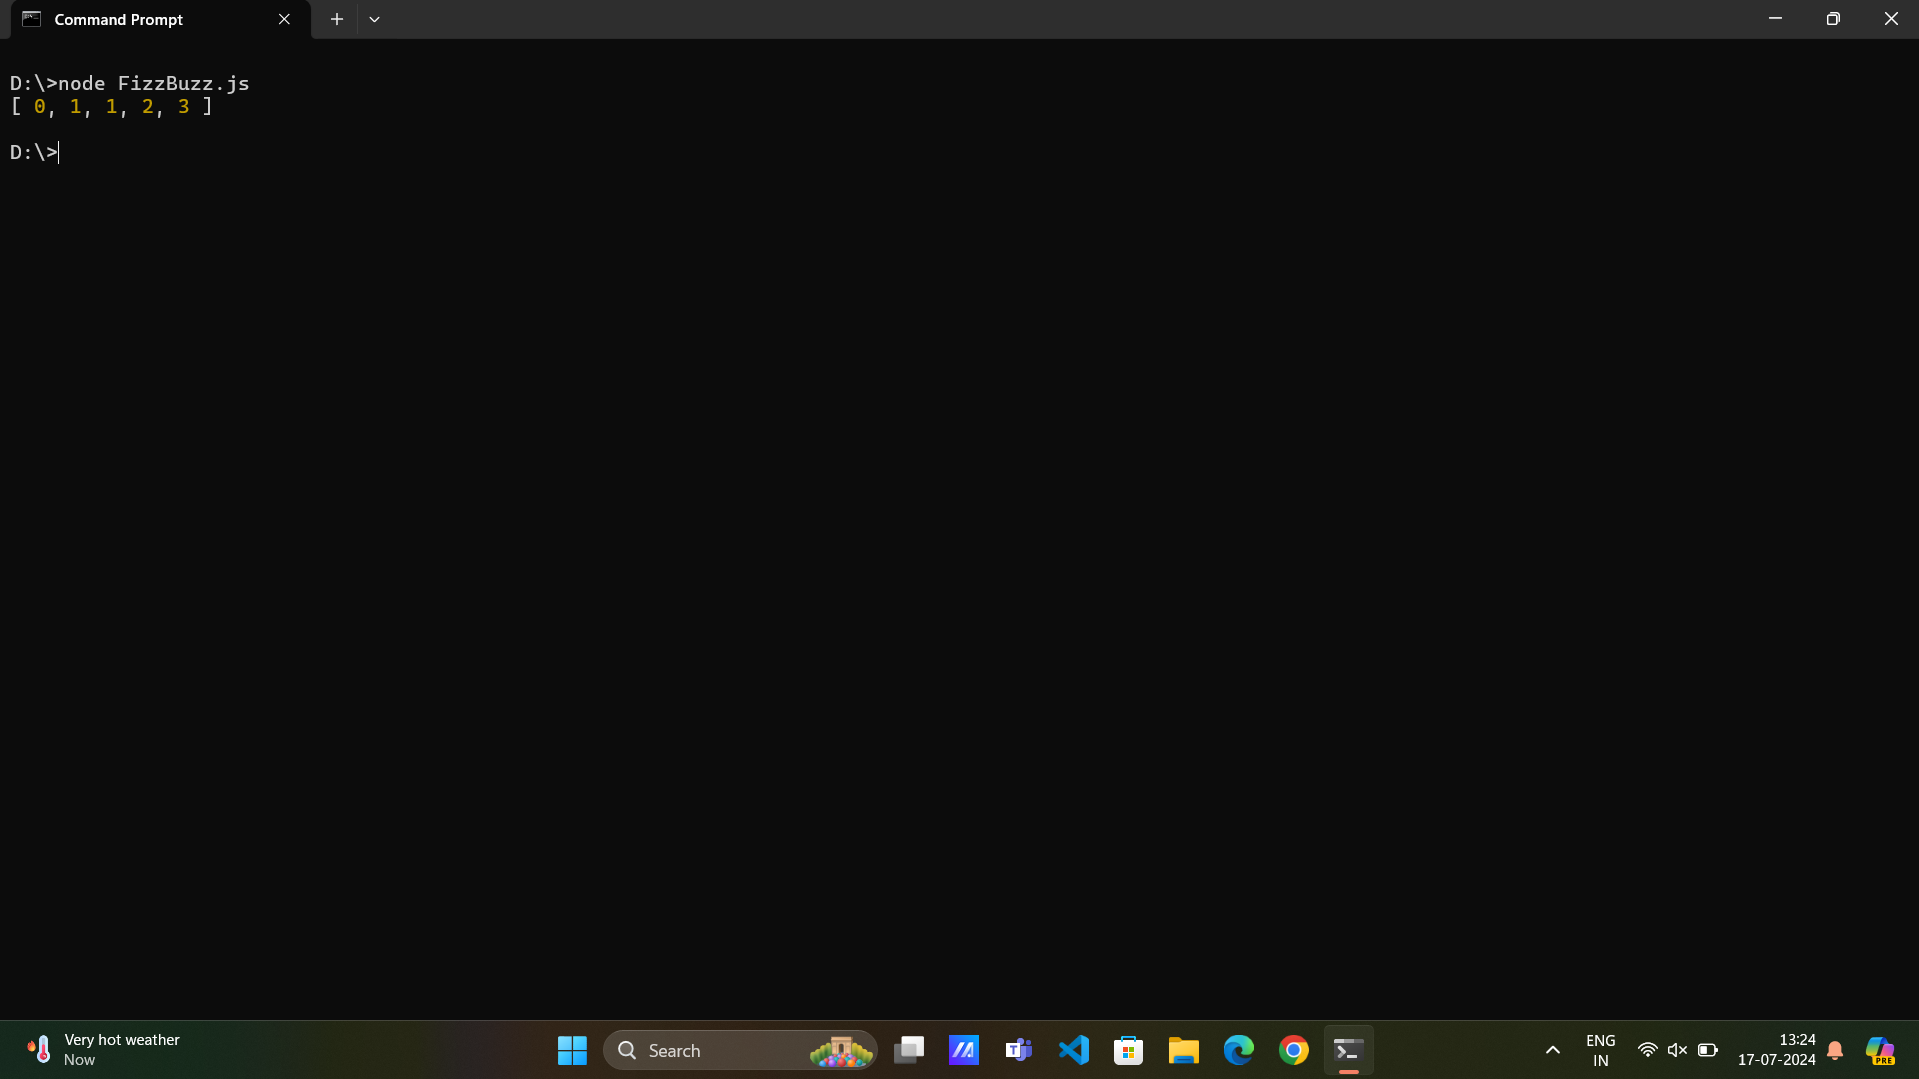 Command Prompt
D:\>node FizzBuzz.js
[ 0, 1, 1, 2, 3 ]
D:\>
Very hot weather
Now
Search
T
PRE
ENG
IN
13:24
17-07-2024